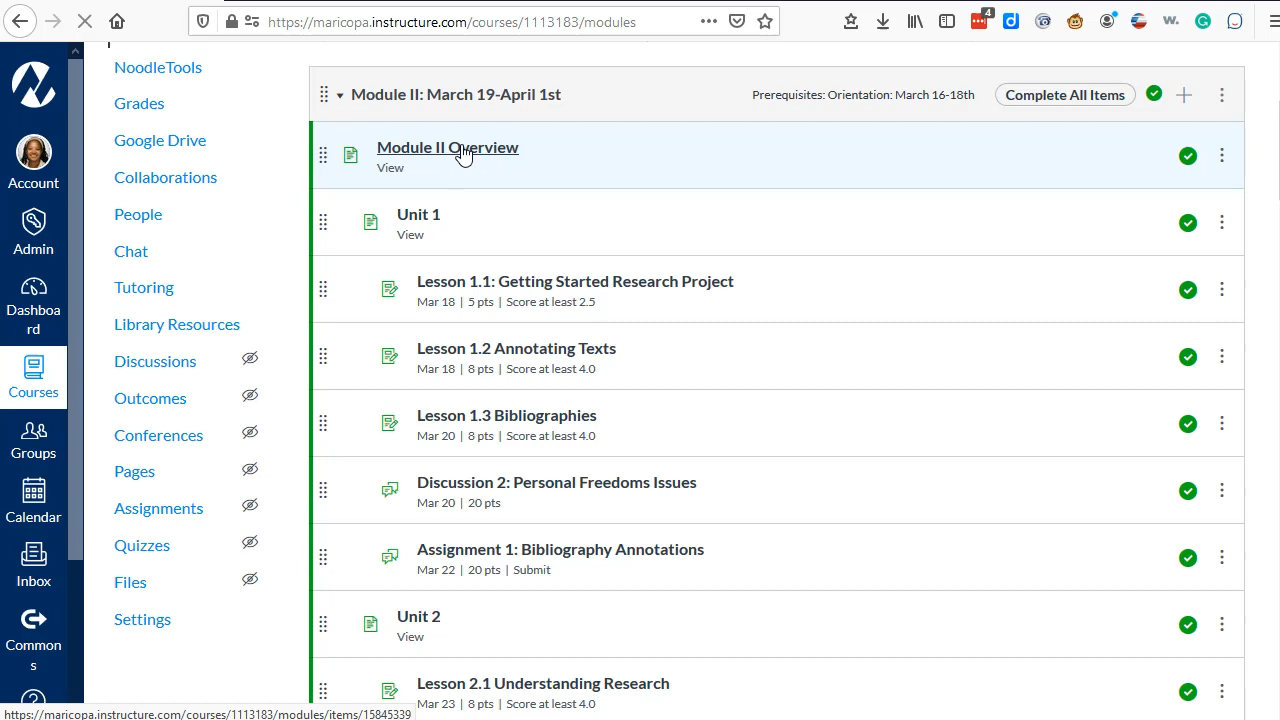 https://maricopa.instructure.com/courses/1113183/modules
4
w.
Account
Admin
Dashboa
rd
Courses
Groups
Calendar
Inbox
Common
s
NoodleTools
Grades
Google Drive
Collaborations
People
Chat
Tutoring
Library Resources
Discussions
Outcomes
Conferences
Pages
Assignments
Quizzes
Files
Settings
Module II: March 19-April 1st
Prerequisites: Orientation: March 16-18th
Complete All Items
Module II Overview
View
Unit 1
View
Lesson 1.1: Getting Started Research Project
Mar 18 | 5 pts | Score at least 2.5
Lesson 1.2 Annotating Texts
Mar 18 | 8 pts | Score at least 4.0
Lesson 1.3 Bibliographies
Mar 20 | 8 pts | Score at least 4.0
Discussion 2: Personal Freedoms Issues
Mar 20 | 20 pts
Assignment 1: Bibliography Annotations
Mar 22 | 20 pts | Submit
Unit 2
View
Lesson 2.1 Understanding Research
Mar 23 | 8 pts | Score at least 4.0
https://maricopa.instructure.com/courses/1113183/modules/items/15845339